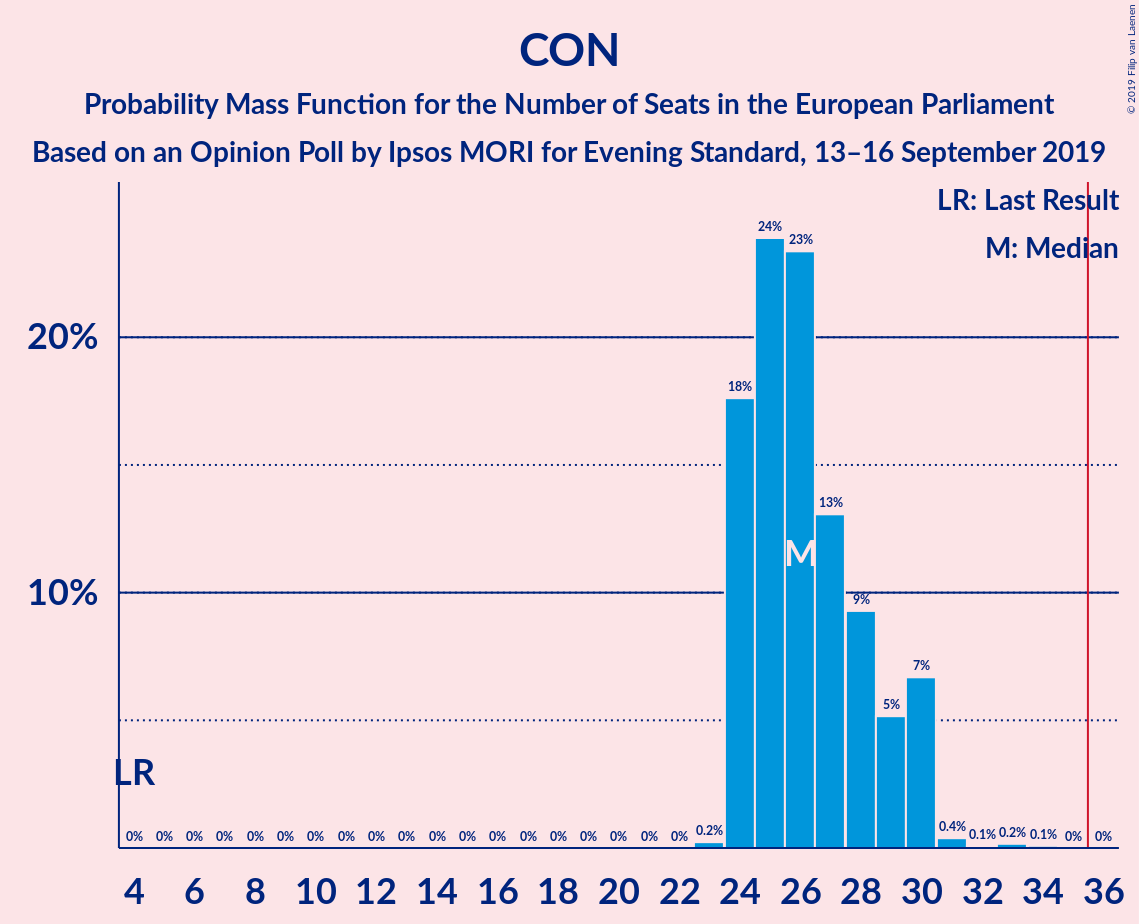 CON
Probability Mass Function for the Number of Seats in the European Parliament
Based on an Opinion Poll by Ipsos MORI for Evening Standard, 13–16 September 2019
© 2019 Filip van Laenen
LR: Last Result
M: Median
20%
10%
24%
23%
18%
13%
9%
7%
5%
M
LR
0% 0% 0% 0% 0% 0% 0% 0% 0% 0% 0% 0% 0% 0% 0% 0% 0% 0% 0% 0.2% 0.4% 0.1% 0.2% 0.1% 0% 0%
4 6 8 10 12 14 16 18 20 22 24 26 28 30 32 34 36